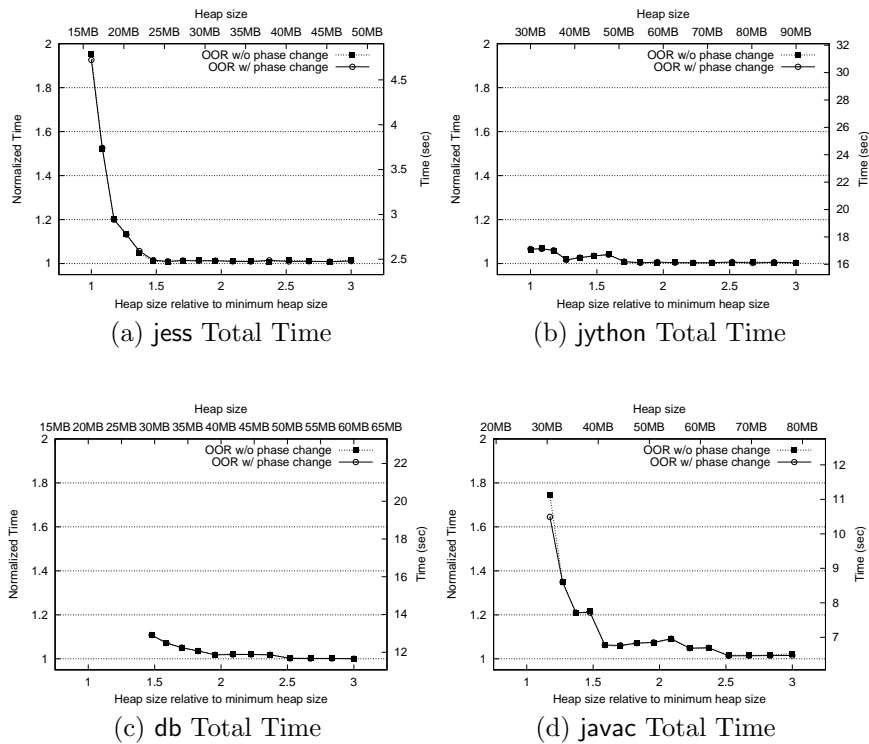 Heap size
15MB 20MB 25MB 30MB 35MB 40MB 45MB 50MB
2
1.8
1.6
1.4
1.2
1
Normalized Time
OOR w/o phase change
OOR w/ phase change
4.5
4
3.5
3
2.5
Time (sec)
1 1.5 2 2.5 3
Heap size relative to minimum heap size
(a) jess Total Time
Heap size
30MB 40MB 50MB 60MB 70MB 80MB 90MB
2
1.8
1.6
1.4
1.2
1
Normalized Time
OOR w/o phase change
OOR w/ phase change
32
30
28
26
24
22
20
18
16
Time (sec)
1 1.5 2 2.5 3
Heap size relative to minimum heap size
(b) jython Total Time
Heap size
15MB 20MB 25MB 30MB 35MB 40MB 45MB 50MB 55MB 60MB 65MB
2
1.8
1.6
1.4
1.2
1
Normalized Time
OOR w/o phase change
OOR w/ phase change
22
20
18
16
14
12
Time (sec)
1 1.5 2 2.5 3
Heap size relative to minimum heap size
(c) db Total Time
Heap size
20MB 30MB 40MB 50MB 60MB 70MB 80MB
2
1.8
1.6
1.4
1.2
1
Normalized Time
OOR w/o phase change
OOR w/ phase change
12
11
10
9
8
7
Time (sec)
1 1.5 2 2.5 3
Heap size relative to minimum heap size
(d) javac Total Time